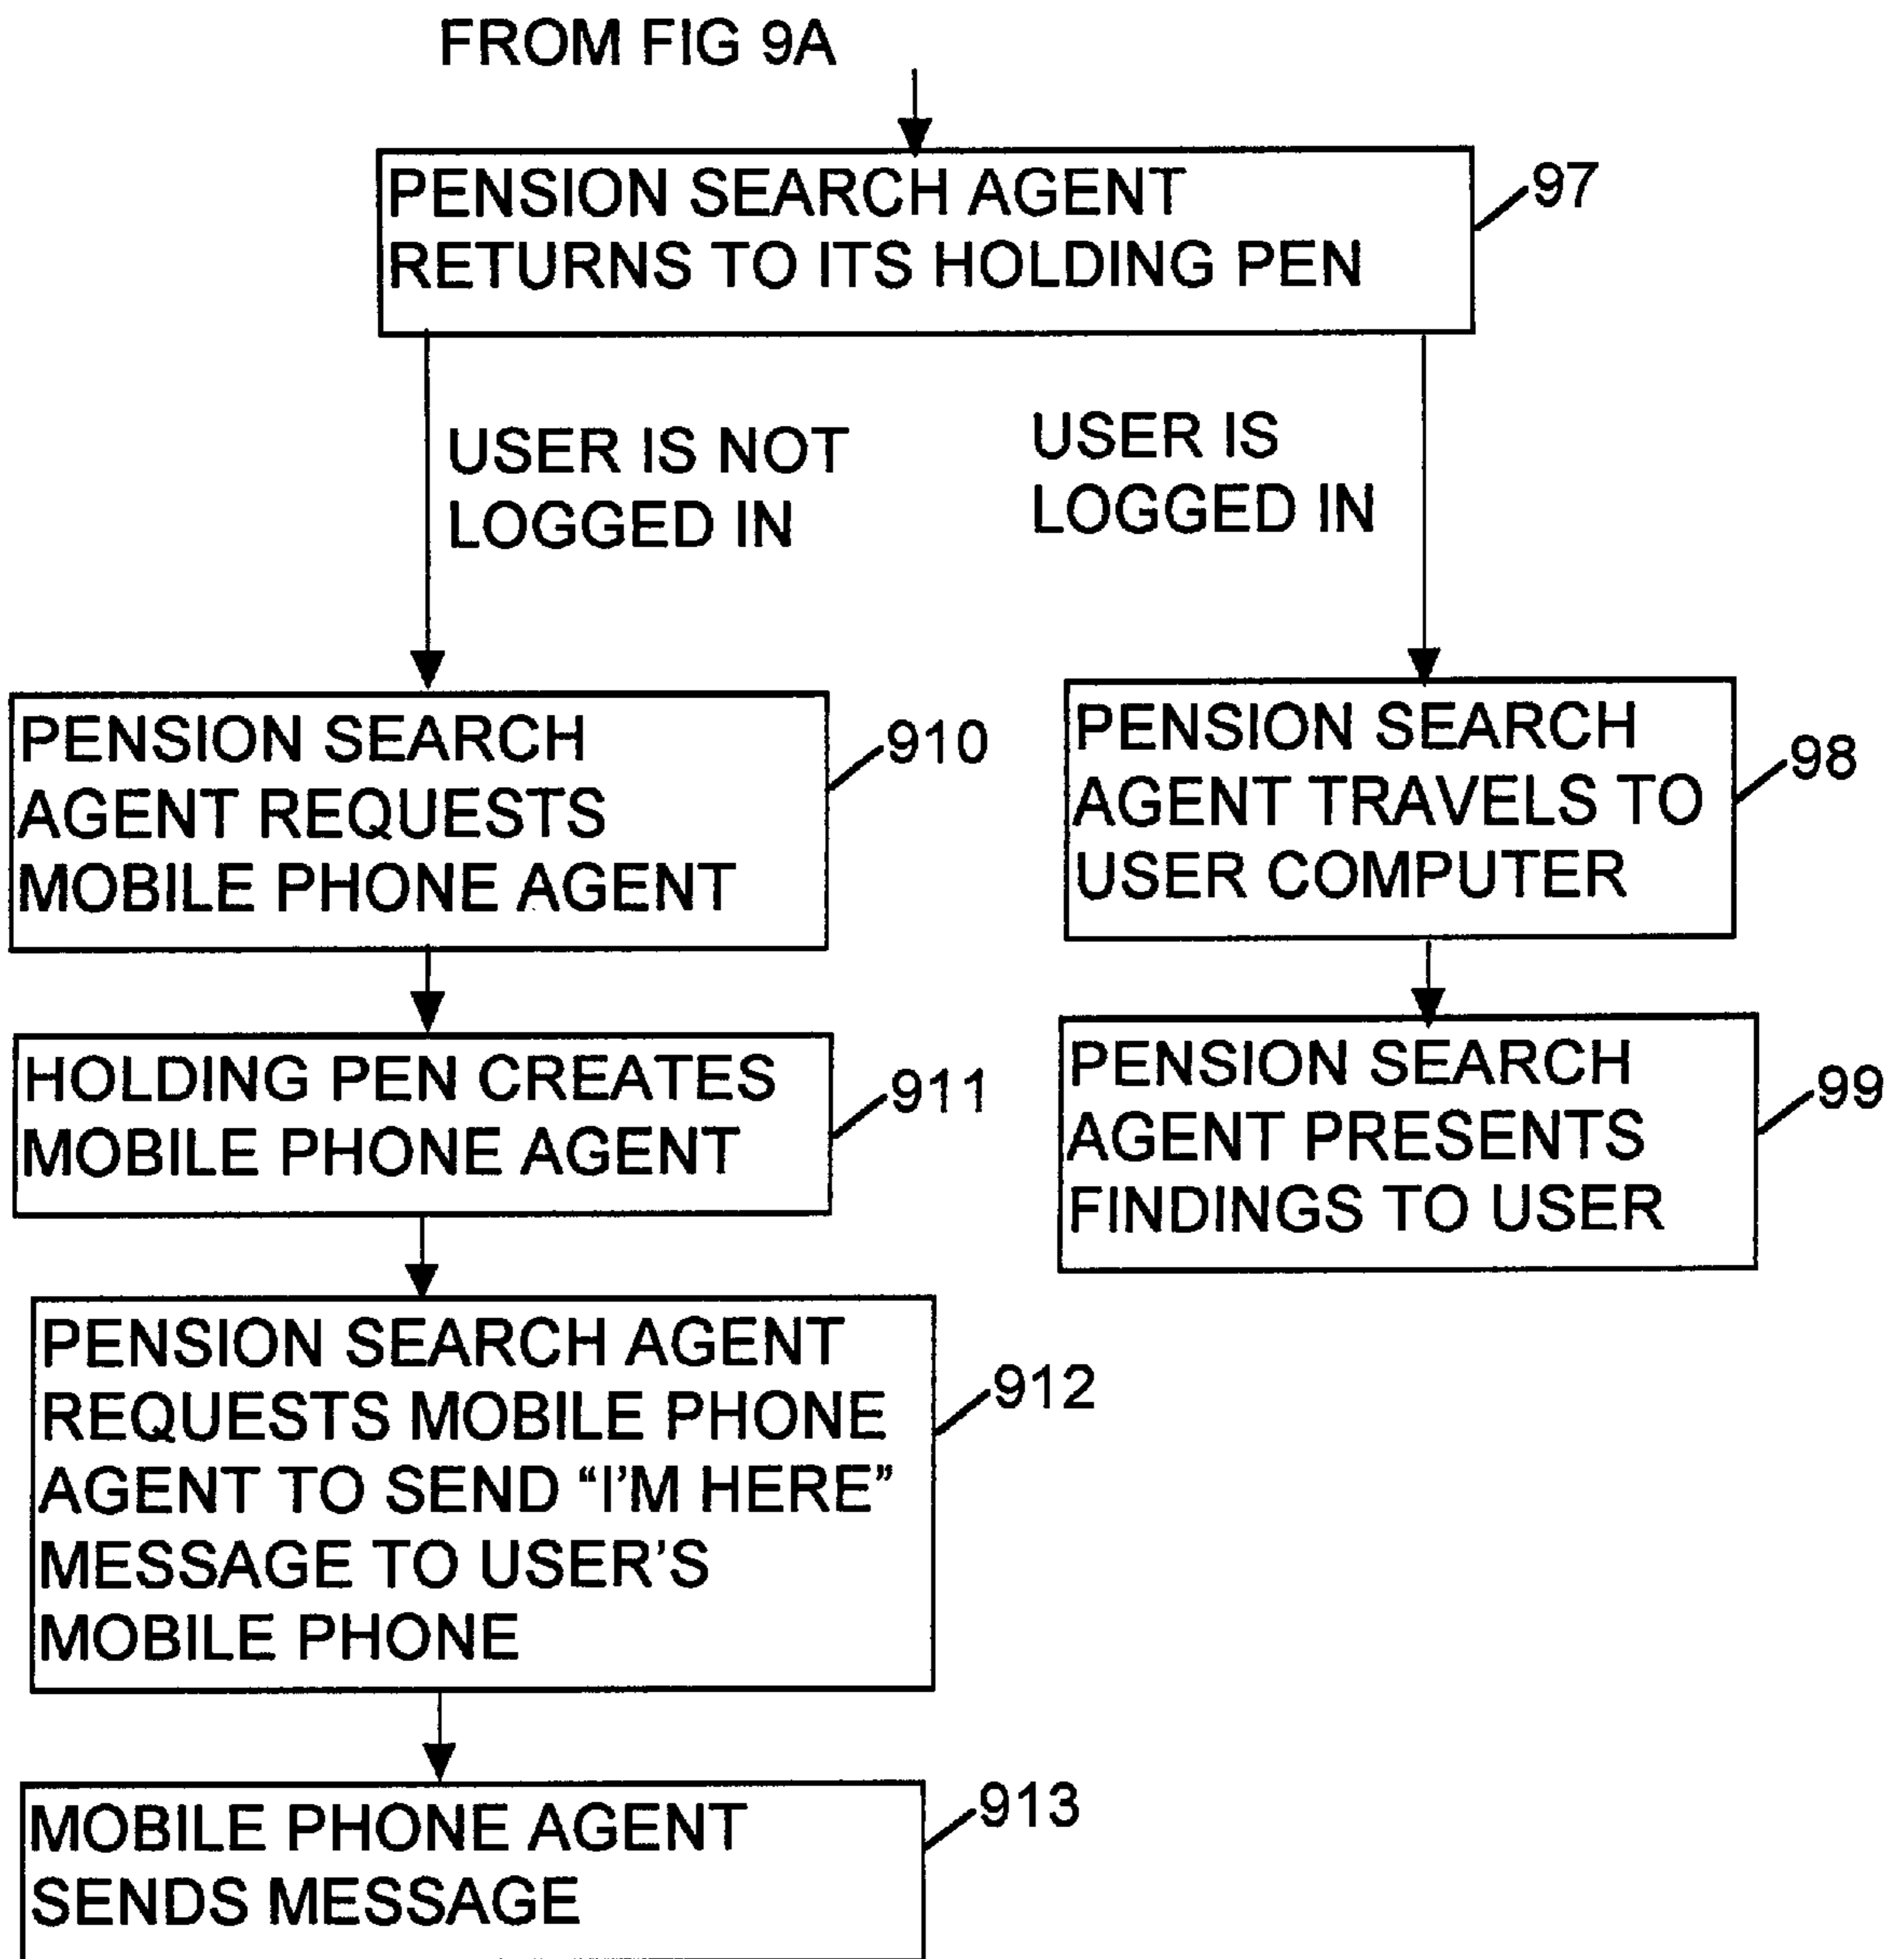 FROM FIG 9A
PENSION SEARCH AGENT
RETURNS TO ITS HOLDING PEN
97
USER IS NOT
LOGGED IN
USER IS
LOGGED IN
PENSION SEARCH
AGENT REQUESTS
MOBILE PHONE AGENT
910
PENSION SEARCH
AGENT TRAVELS TO
USER COMPUTER
98
HOLDING PEN CREATES
MOBILE PHONE AGENT
911
PENSION SEARCH
AGENT PRESENTS
FINDINGS TO USER
99
PENSION SEARCH AGENT
REQUESTS MOBILE PHONE
AGENT TO SEND “I’M HERE”
MESSAGE TO USER’S
MOBILE PHONE
912
MOBILE PHONE AGENT
SENDS MESSAGE
913